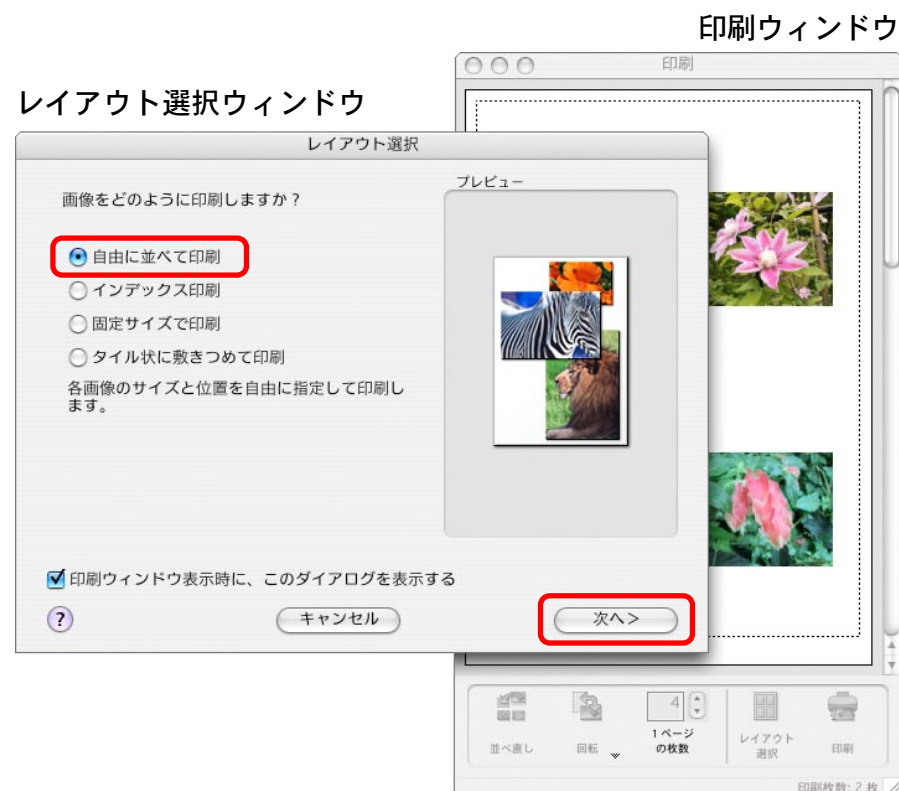 印刷ウィンドウ
印刷
レイアウト選択ウィンドウ
レイアウト選択
画像をどのように印刷しますか？
プレビュー
自由に並べて印刷
インデックス印刷
固定サイズで印刷
タイル状に敷きつめて印刷
各画像のサイズと位置を自由に指定して印刷し
ます。
印刷ウィンドウ表示時に、このダイアログを表示する
?
キャンセル
次へ>
4
並べ直し
回転
1 ページ
の枚数
レイアウト
選択
印刷
印刷枚数: 2 枚